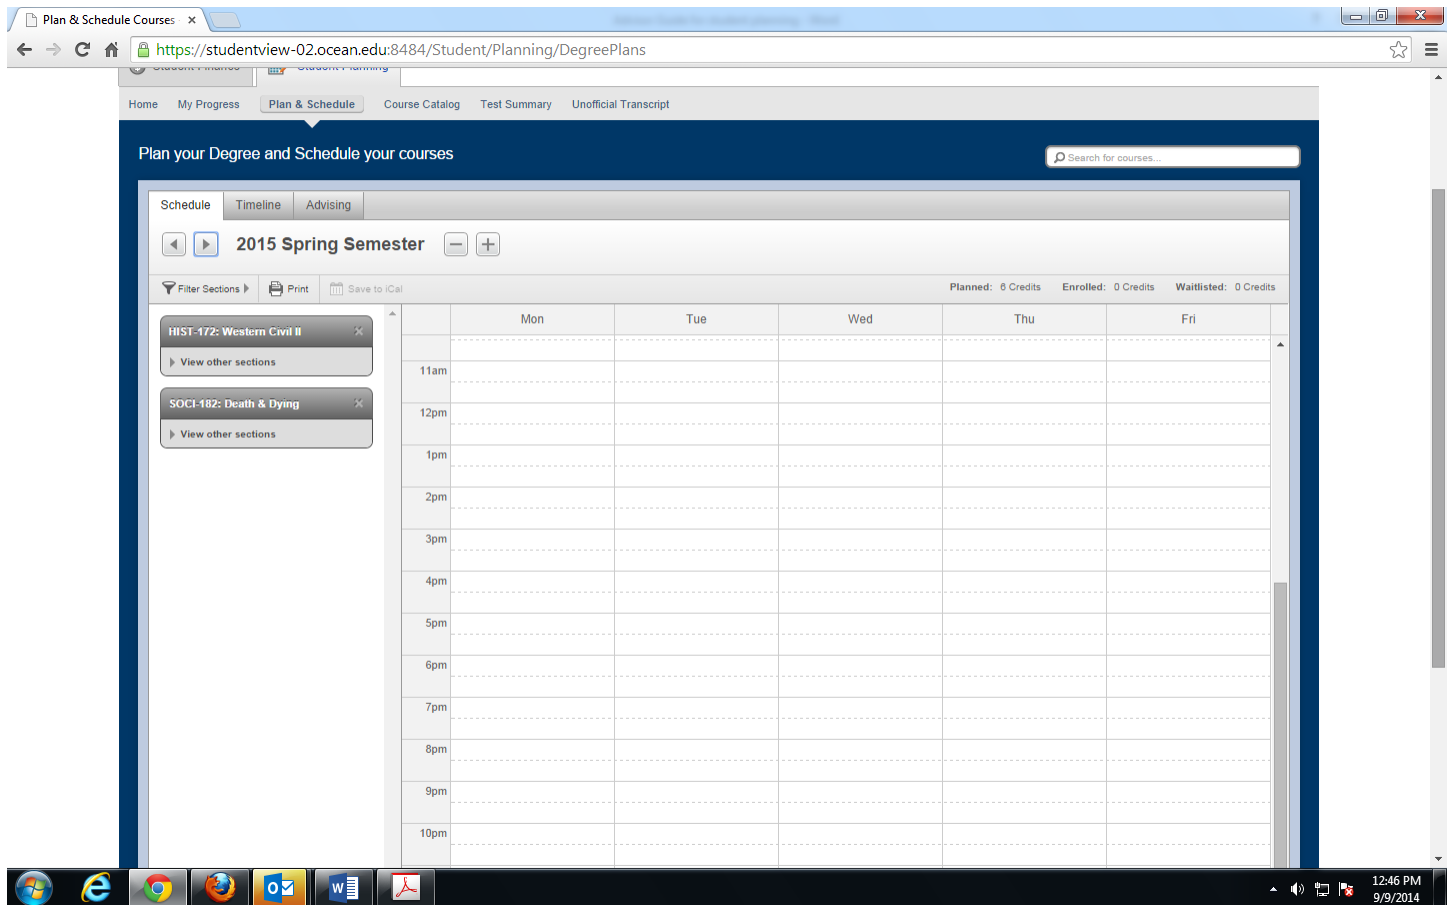 Plan & Schedule Courses
https://studentview-02.ocean.edu:8484/Student/Planning/DegreePlans
Student Finance Student Planning
Home My Progress Plan & Schedule Course Catalog Test Summary Unofficial Transcript
Plan your Degree and Schedule your courses
Search for courses...
Schedule Timeline Advising
2015 Spring Semester
Filter Sections Print Save to iCal
Planned: 6 Credits Enrolled: 0 Credits Waitlisted: 0 Credits
Mon Tue Wed Thu Fri
HIST-172: Western Civil II
View other sections
SOCI-182: Death & Dying
View other sections
11am
12pm
1pm
2pm
3pm
4pm
5pm
6pm
7pm
8pm
9pm
10pm
12:46 PM
9/9/2014